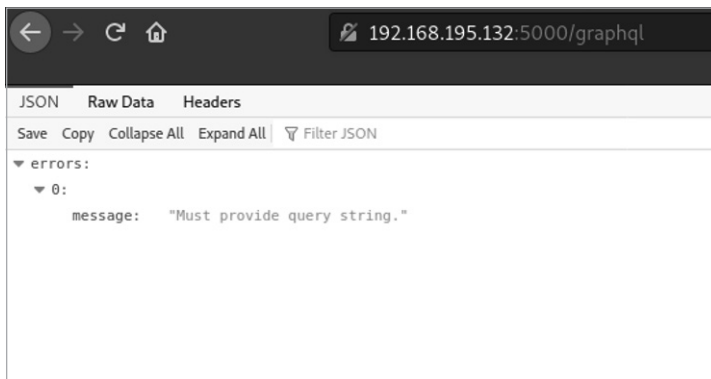 192.168.195.132:5000/graphql
JSON Raw Data Headers
Save Copy Collapse All Expand All Filter JSON
errors:
0:
message: "Must provide query string."